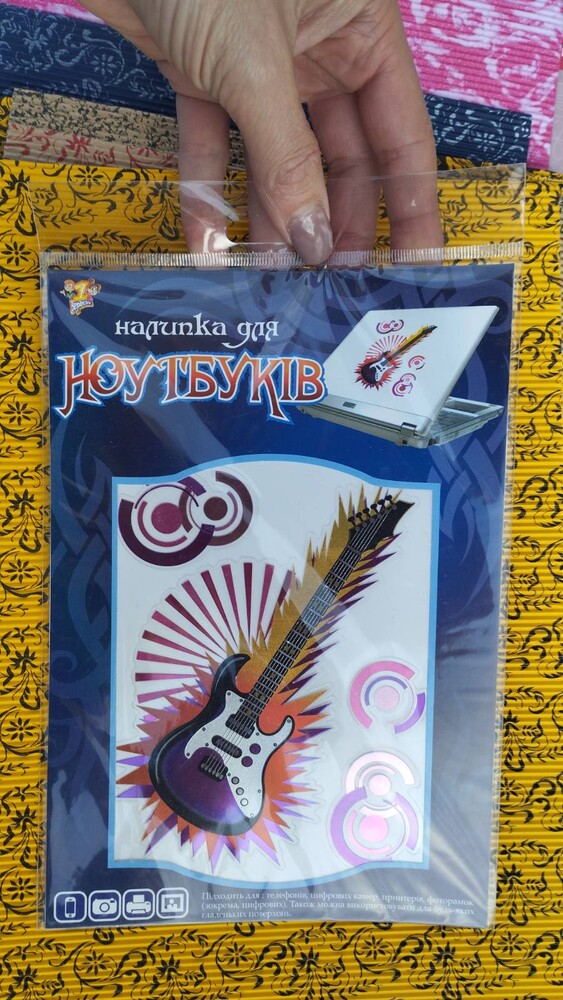 наліпка для
НОУТБУКІВ
Підходить для : телефонів, цифрових камер, принтерів, фоторамок
(зокрема, цифрових). Також можна використовувати для будь-яких
гладеньких поверхонь.